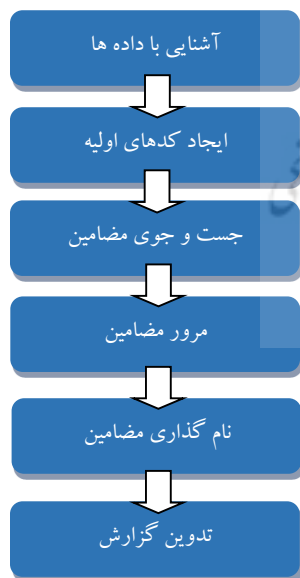 آشنایی با داده ها
ایجاد کدهای اولیه
جست و جوی مضامین
مرور مضامین
نام گذاری مضامین
تدوین گزارش